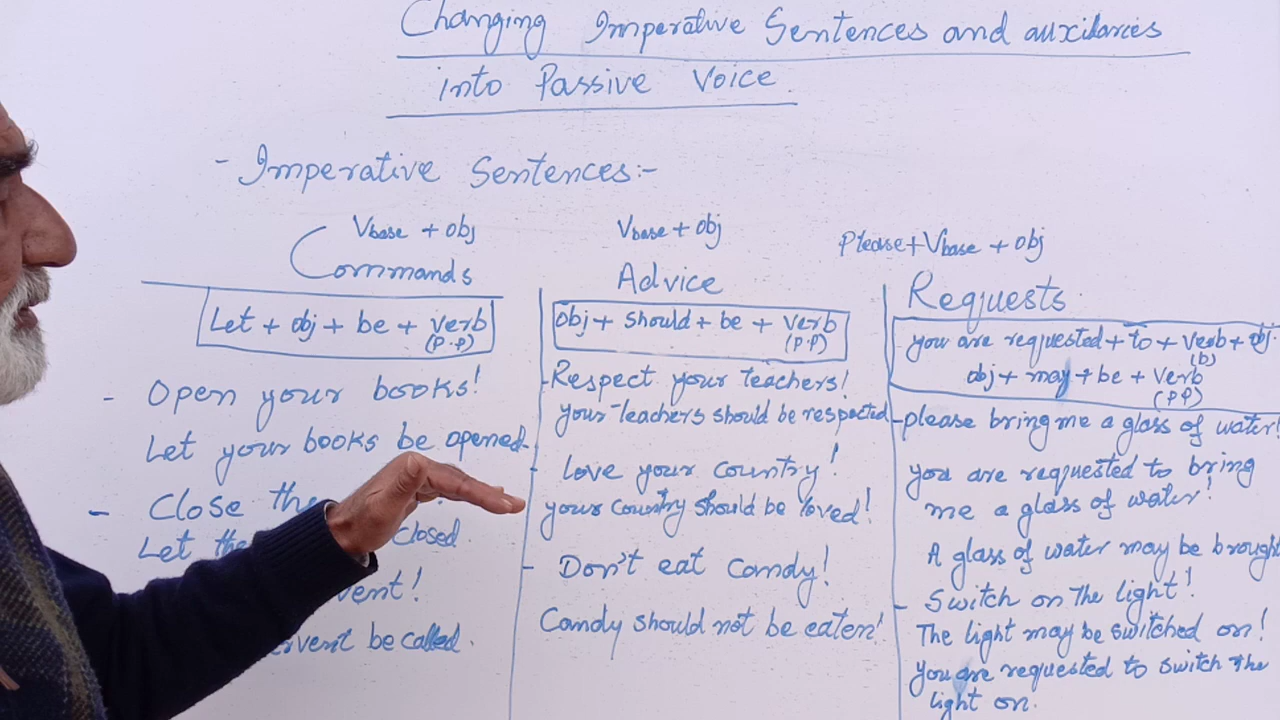 Changing Imperative Sentences and auxilaries
into Passive Voice.
- Imperative Sentences:-
Vbase + obj
Commands
Let + obj + be + verb
(P.P)
- Open your books!
Let your books be opened.
- Close the
Let the closed.
be called.
Vbase + obj
Advice
obj + should + be + verb
(P.P)
- Respect your teachers!
your teachers should be respected
- love your country!
your country should be loved!
- Don't eat candy!
Candy should not be eaten!
Please + Vbase + obj
Requests
you are requested + to + verb + obj.
(b)
obj + may + be + verb
(P.P)
- please bring me a glass of water!
you are requested to bring
me a glass of water!
A glass of water may be brought
- Switch on the light!
The light may be switched on!
you are requested to switch the
light on.